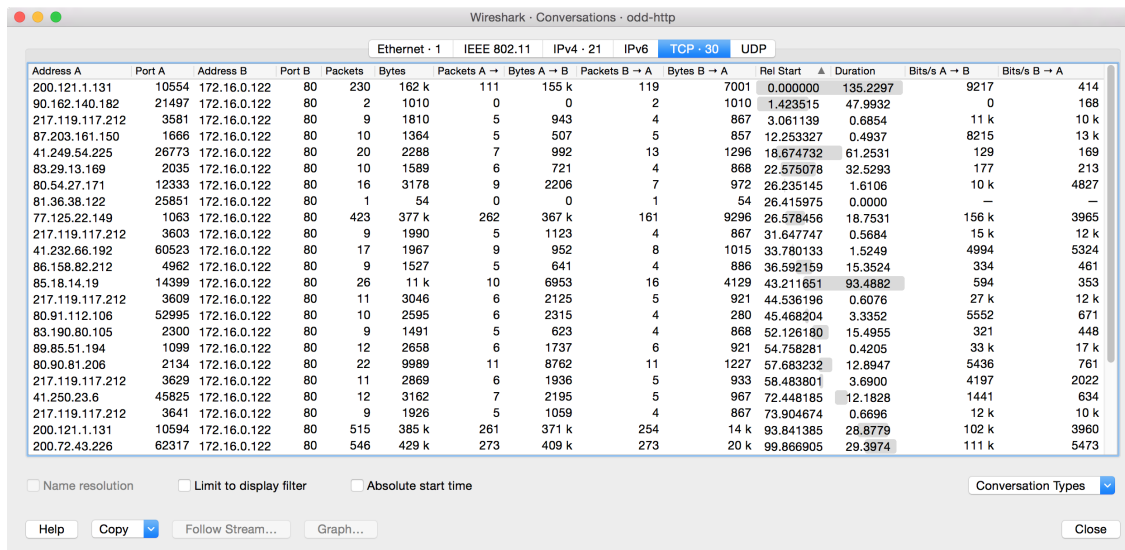 Wireshark · Conversations · odd-http
Ethernet · 1 IEEE 802.11 IPv4 · 21 IPv6 TCP · 30 UDP
Address A Port A Address B Port B Packets Bytes Packets A → Bytes A → B Packets B → A Bytes B → A Rel Start ▲ Duration Bits/s A → B Bits/s B → A
200.121.1.131 10554 172.16.0.122 80 230 162 k 111 155 k 119 7001 0.000000 135.2297 9217 414
90.162.140.182 21497 172.16.0.122 80 2 1010 0 0 2 1010 1.423515 47.9932 0 168
217.119.117.212 3581 172.16.0.122 80 9 1810 5 943 4 867 3.061139 0.6854 11 k 10 k
87.203.161.150 1666 172.16.0.122 80 10 1364 5 507 5 857 12.253327 0.4937 8215 13 k
41.249.54.225 26773 172.16.0.122 80 20 2288 7 992 13 1296 18.674732 61.2531 129 169
83.29.13.169 2035 172.16.0.122 80 10 1589 6 721 4 868 22.575078 32.5293 177 213
80.54.27.171 12333 172.16.0.122 80 16 3178 9 2206 7 972 26.235145 1.6106 10 k 4827
81.36.38.122 25851 172.16.0.122 80 1 54 0 0 1 54 26.415975 0.0000 — —
77.125.22.149 1063 172.16.0.122 80 423 377 k 262 367 k 161 9296 26.578456 18.7531 156 k 3965
217.119.117.212 3603 172.16.0.122 80 9 1990 5 1123 4 867 31.647747 0.5684 15 k 12 k
41.232.66.192 60523 172.16.0.122 80 17 1967 9 952 8 1015 33.780133 1.5249 4994 5324
86.158.82.212 4962 172.16.0.122 80 9 1527 5 641 4 886 36.592159 15.3524 334 461
85.18.14.19 14399 172.16.0.122 80 26 11 k 10 6953 16 4129 43.211651 93.4882 594 353
217.119.117.212 3609 172.16.0.122 80 11 3046 6 2125 5 921 44.536196 0.6076 27 k 12 k
80.91.112.106 52995 172.16.0.122 80 10 2595 6 2315 4 280 45.468204 3.3352 5552 671
83.190.80.105 2300 172.16.0.122 80 9 1491 5 623 4 868 52.126180 15.4955 321 448
89.85.51.194 1099 172.16.0.122 80 12 2658 6 1737 6 921 54.758281 0.4205 33 k 17 k
80.90.81.206 2134 172.16.0.122 80 22 9989 11 8762 11 1227 57.683232 12.8947 5436 761
217.119.117.212 3629 172.16.0.122 80 11 2869 6 1936 5 933 58.483801 3.6900 4197 2022
41.250.23.6 45825 172.16.0.122 80 12 3162 7 2195 5 967 72.448185 12.1828 1441 634
217.119.117.212 3641 172.16.0.122 80 9 1926 5 1059 4 867 73.904674 0.6696 12 k 10 k
200.121.1.131 10594 172.16.0.122 80 515 385 k 261 371 k 254 14 k 93.841385 28.8779 102 k 3960
200.72.43.226 62317 172.16.0.122 80 546 429 k 273 409 k 273 20 k 99.866905 29.3974 111 k 5473
Name resolution Limit to display filter Absolute start time Conversation Types
Help Copy Follow Stream... Graph... Close